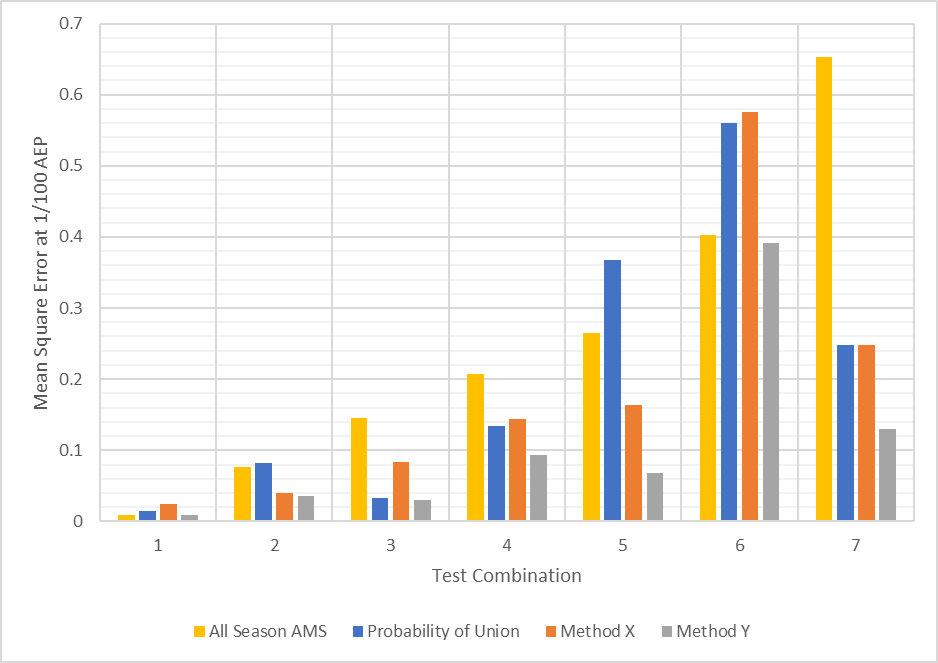 Mean Square Error at 1/100 AEP
0.7
0.6
0.5
0.4
0.3
0.2
0.1
0
1 2 3 4 5 6 7
Test Combination
All Season AMS Probability of Union Method X Method Y